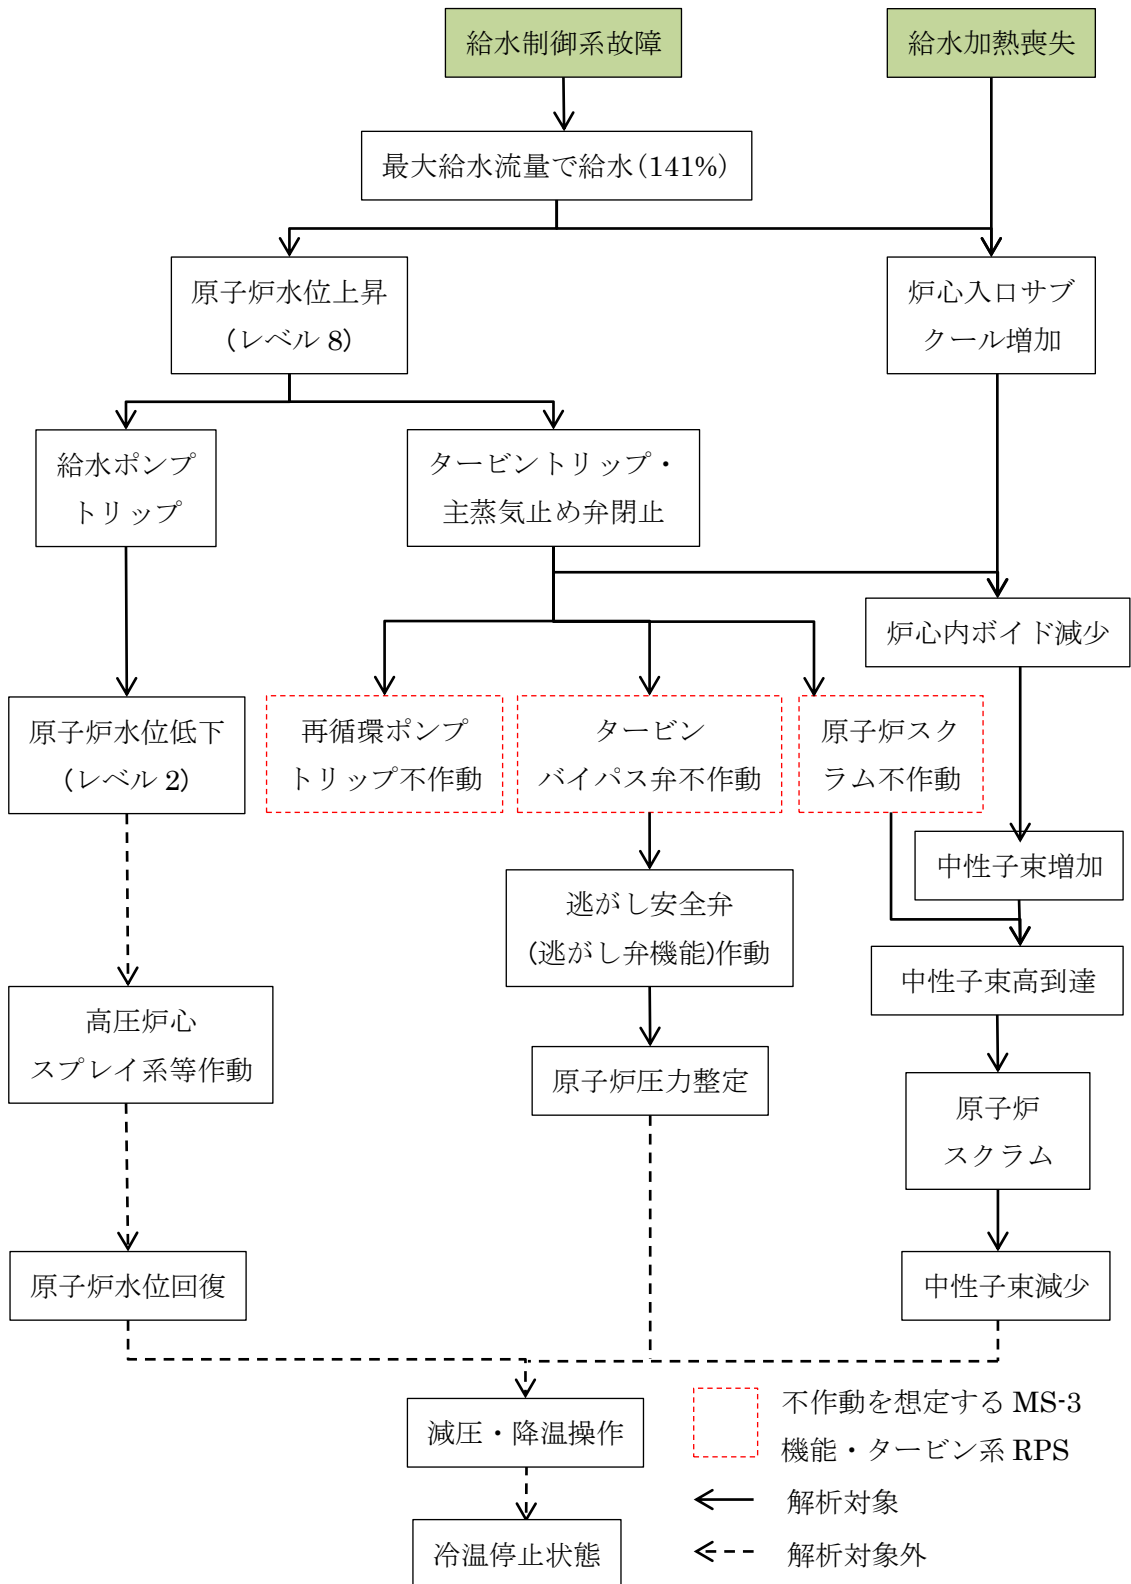 給水制御系故障
給水加熱喪失
最大給水流量で給水(141%)
原子炉水位上昇
(レベル 8)
炉心入口サブ
クール増加
給水ポンプ
トリップ
タービントリップ・
主蒸気止め弁閉止
炉心内ボイド減少
原子炉水位低下
(レベル 2)
再循環ポンプ
トリップ不作動
タービン
バイパス弁不作動
原子炉スク
ラム不作動
中性子束増加
逃がし安全弁
(逃がし弁機能)作動
中性子束高到達
高圧炉心
スプレイ系等作動
原子炉圧力整定
原子炉
スクラム
原子炉水位回復
中性子束減少
減圧・降温操作
冷温停止状態
不作動を想定する MS-3
機能・タービン系 RPS
解析対象
解析対象外